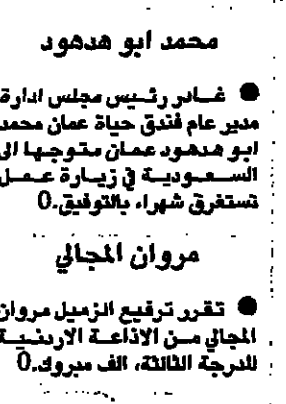 محمد ابو هدهود
● غادر رئيس مجلس ادارة
مدير عام فندق حياة عمان محمد
ابو هدهود عمان متوجها الى
السعودية في زيارة عمل
تستغرق شهرا، بالتوفيق.0
مروان المجالي
● تقرر ترفيع الزميل مروان
المجالي من الاذاعة الاردنية
للدرجة الثالثة، الف مبروك.0